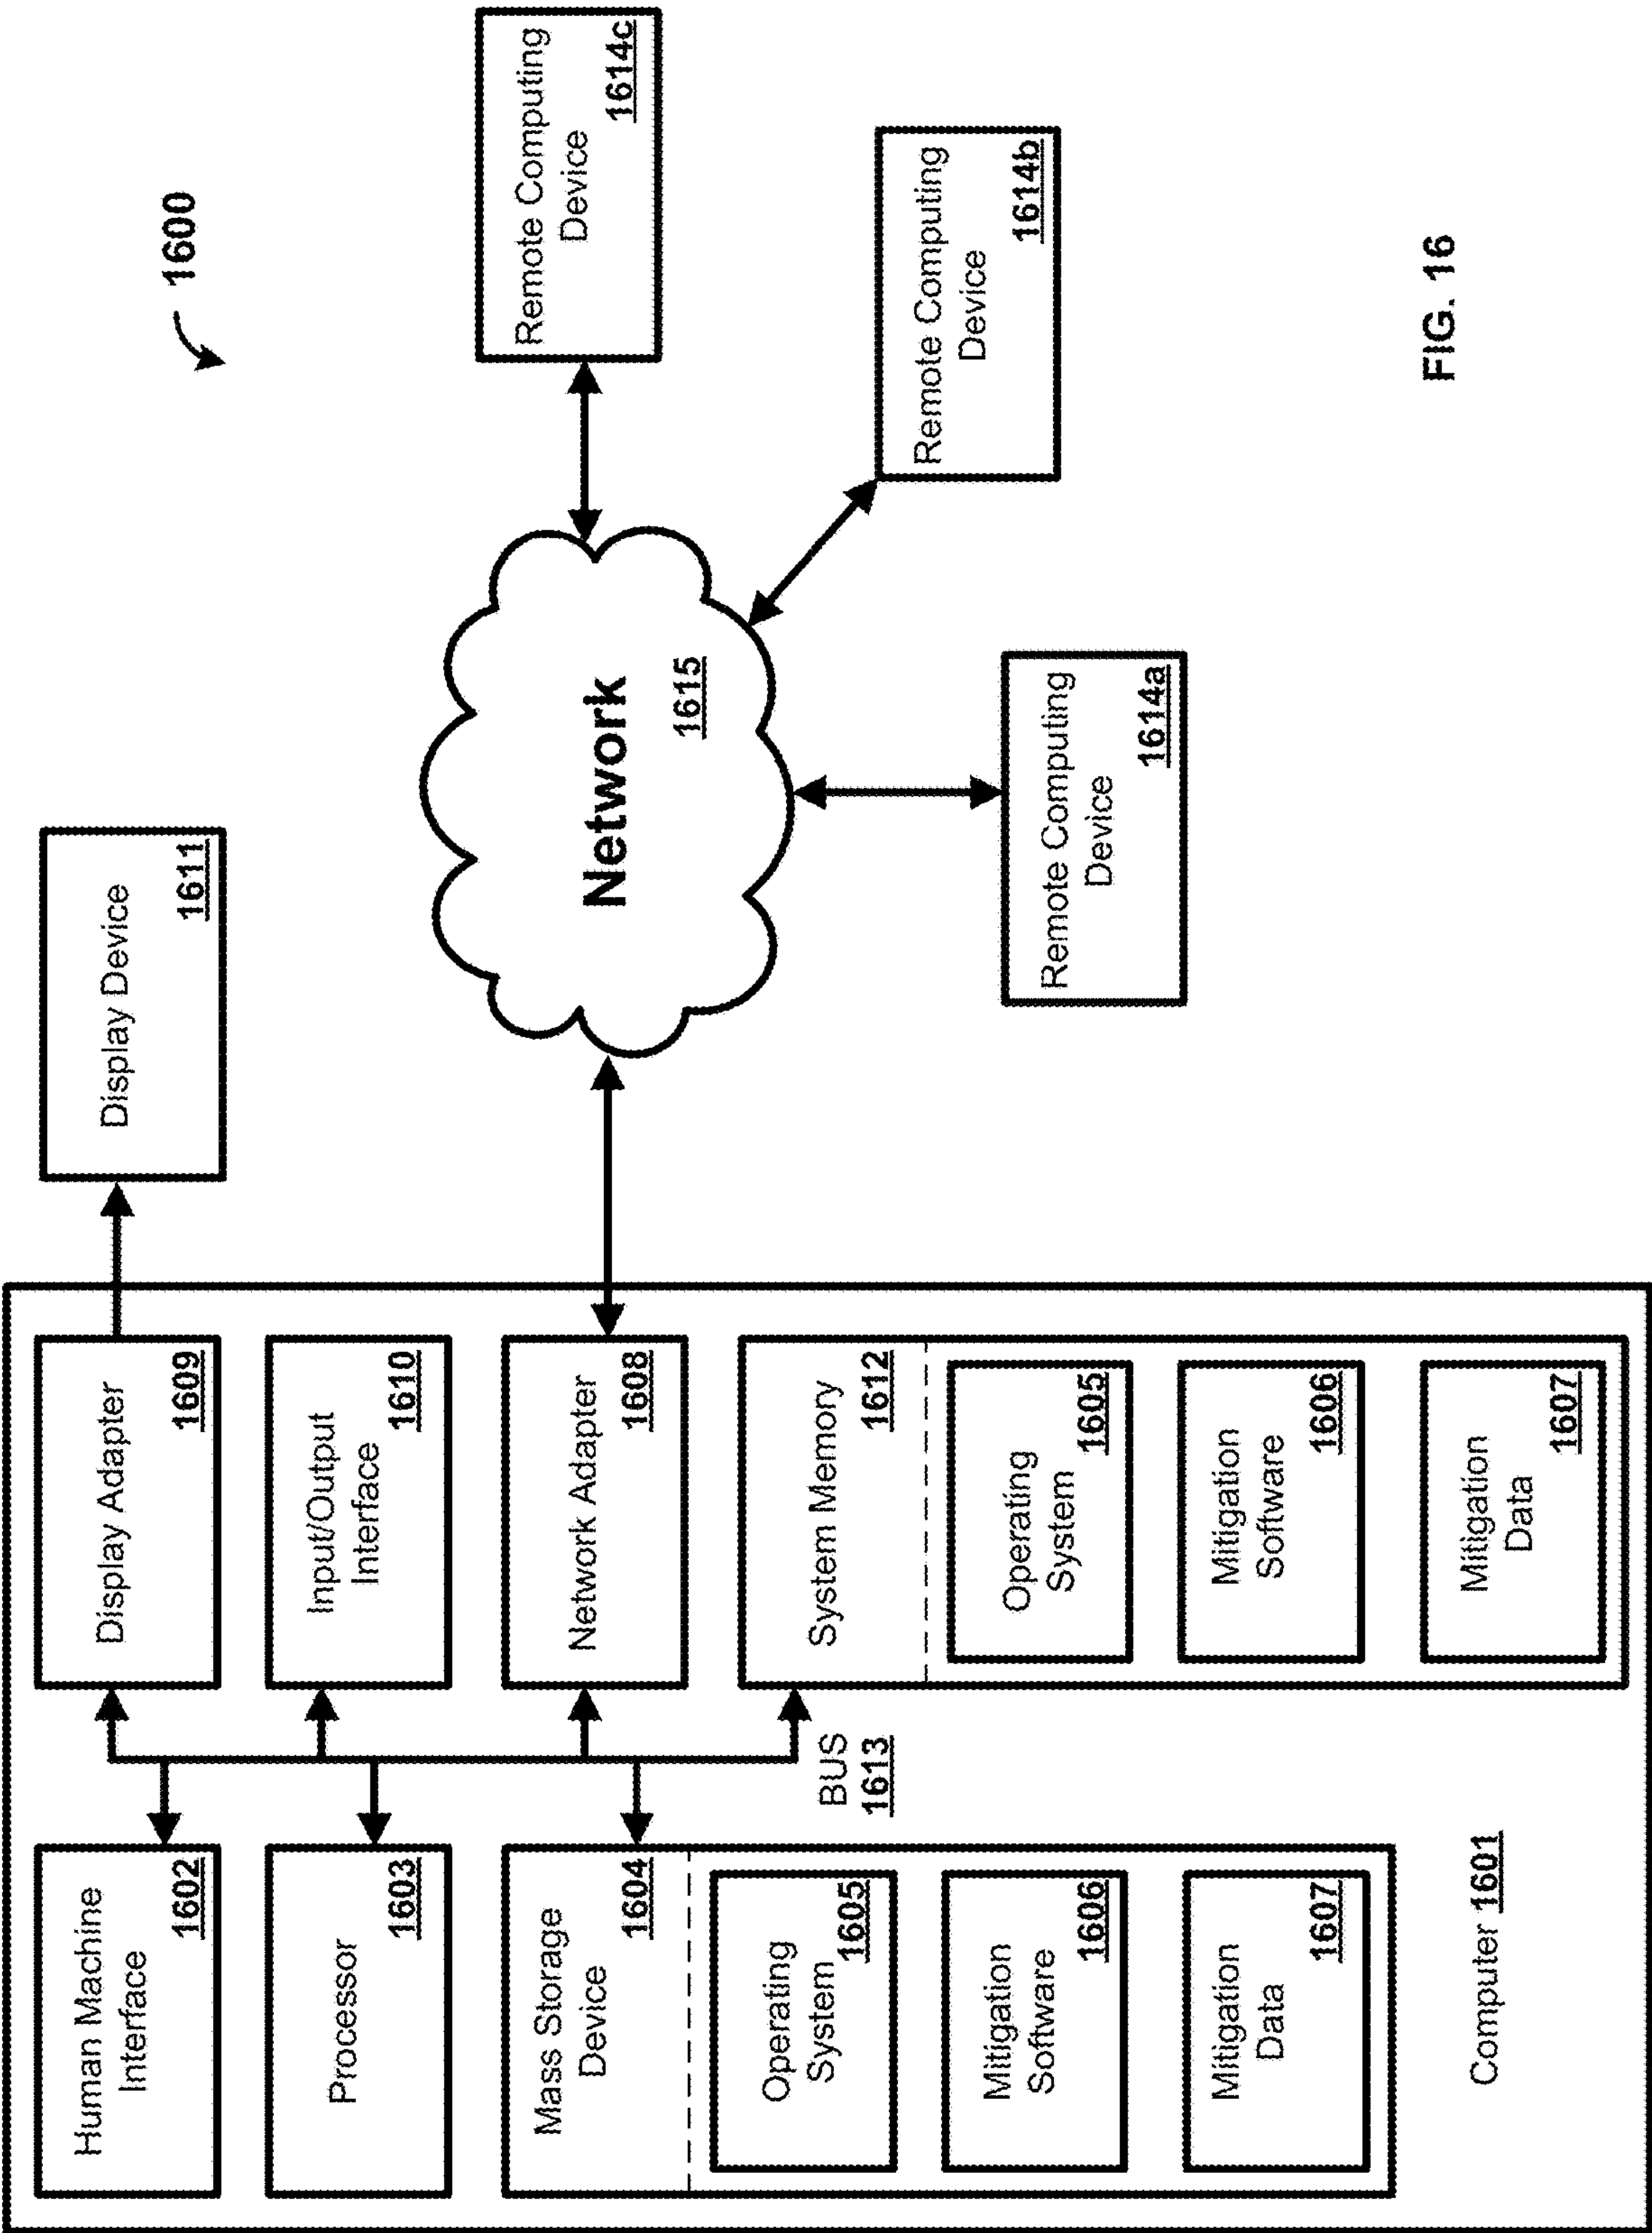 1600
Human Machine
Interface
1602
Processor
1603
Mass Storage
Device
1604
Operating
System
1605
Mitigation
Software
1606
Mitigation
Data
1607
Computer 1601
BUS
1613
Display Adapter
1609
Input/Output
Interface
1610
Network Adapter
1608
System Memory
1612
Operating
System
1605
Mitigation
Software
1606
Mitigation
Data
1607
Display Device
1611
Network
1615
Remote Computing
Device
1614a
Remote Computing
Device
1614b
Remote Computing
Device
1614c
FIG. 16